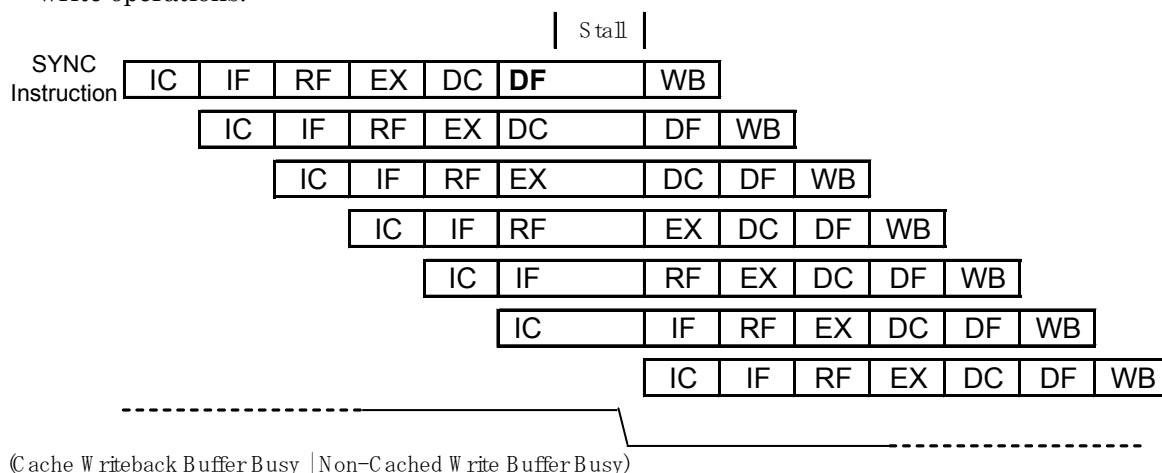 write operations.
Stall
SYNC
Instruction
IC IF RF EX DC DF WB
IC IF RF EX DC DF WB
IC IF RF EX DC DF WB
IC IF RF EX DC DF WB
IC IF RF EX DC DF WB
IC IF RF EX DC DF WB
IC IF RF EX DC DF WB
(Cache Writeback Buffer Busy | Non-Cached Write Buffer Busy)